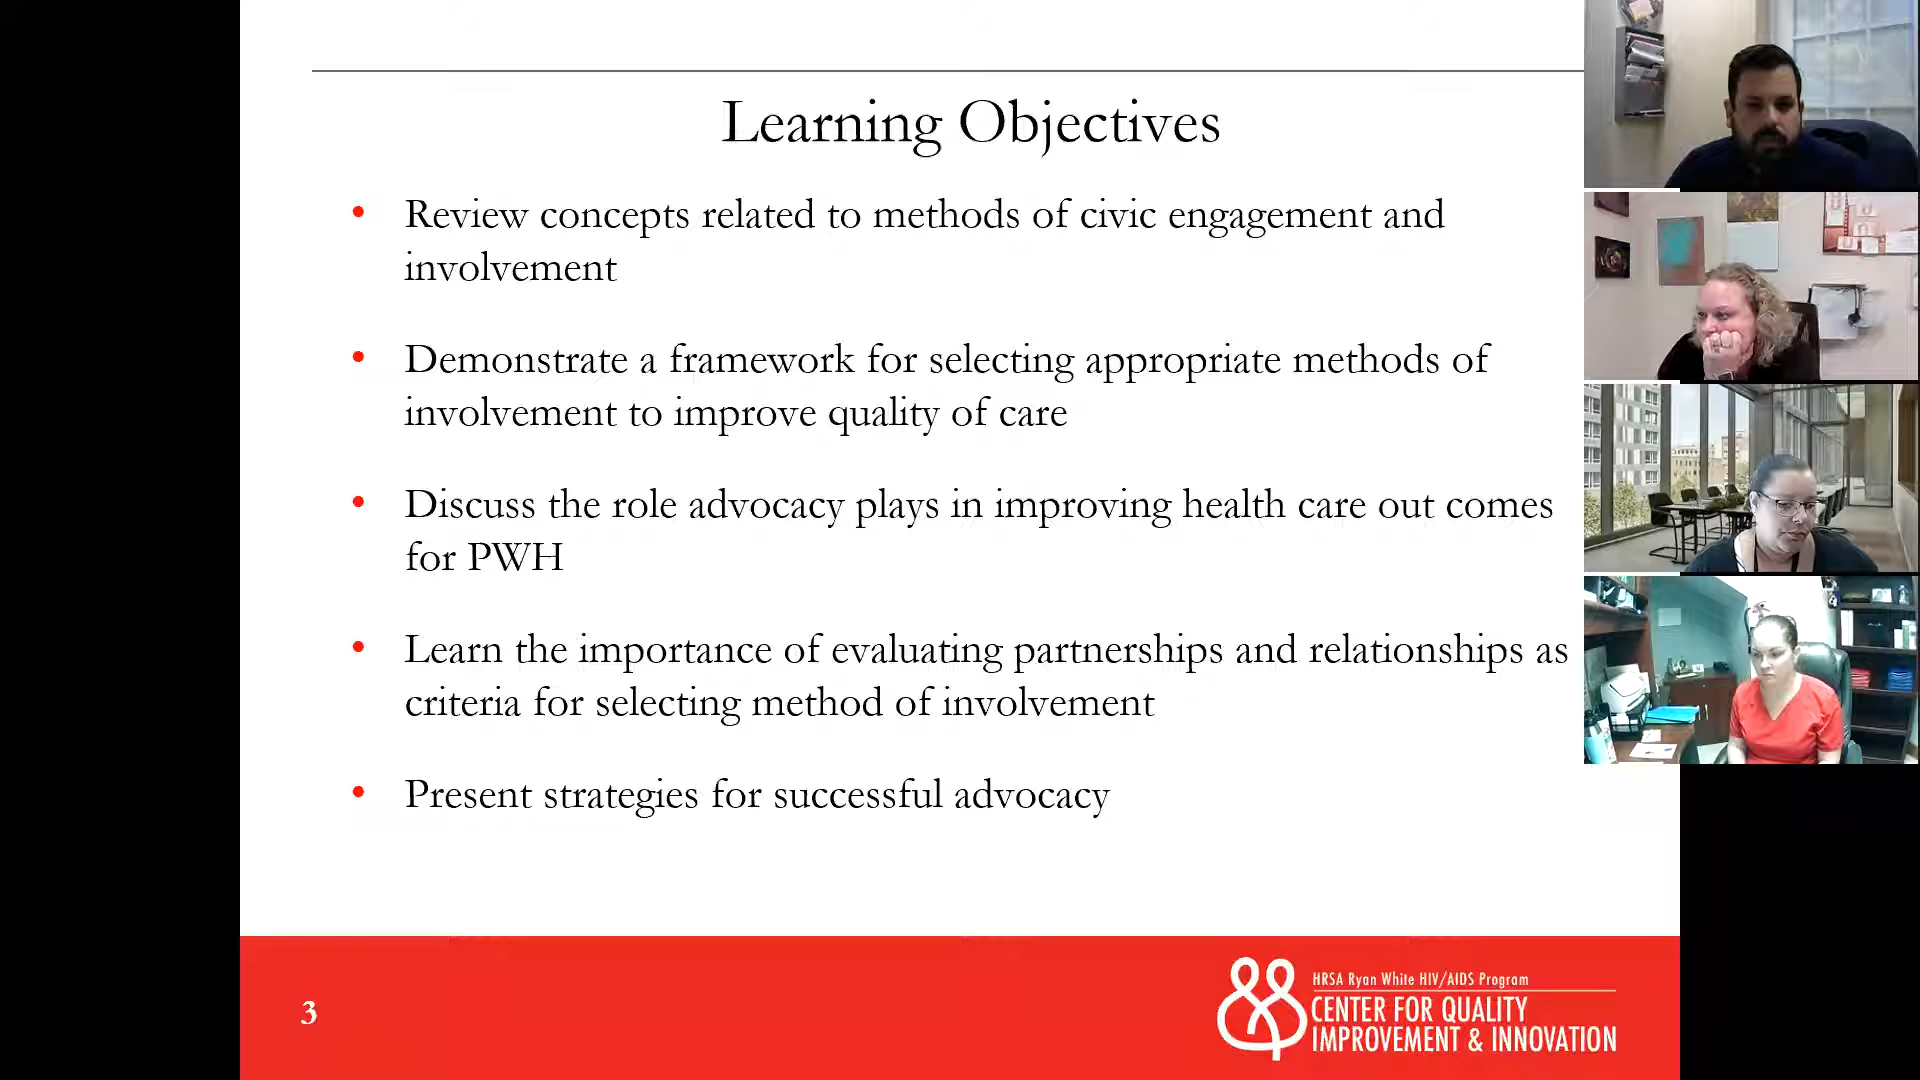 Learning Objectives
• Review concepts related to methods of civic engagement and
involvement
• Demonstrate a framework for selecting appropriate methods of
involvement to improve quality of care
• Discuss the role advocacy plays in improving health care out comes
for PWH
• Learn the importance of evaluating partnerships and relationships as
criteria for selecting method of involvement
• Present strategies for successful advocacy
3
HRSA Ryan White HIV/AIDS Program
CENTER FOR QUALITY
IMPROVEMENT & INNOVATION